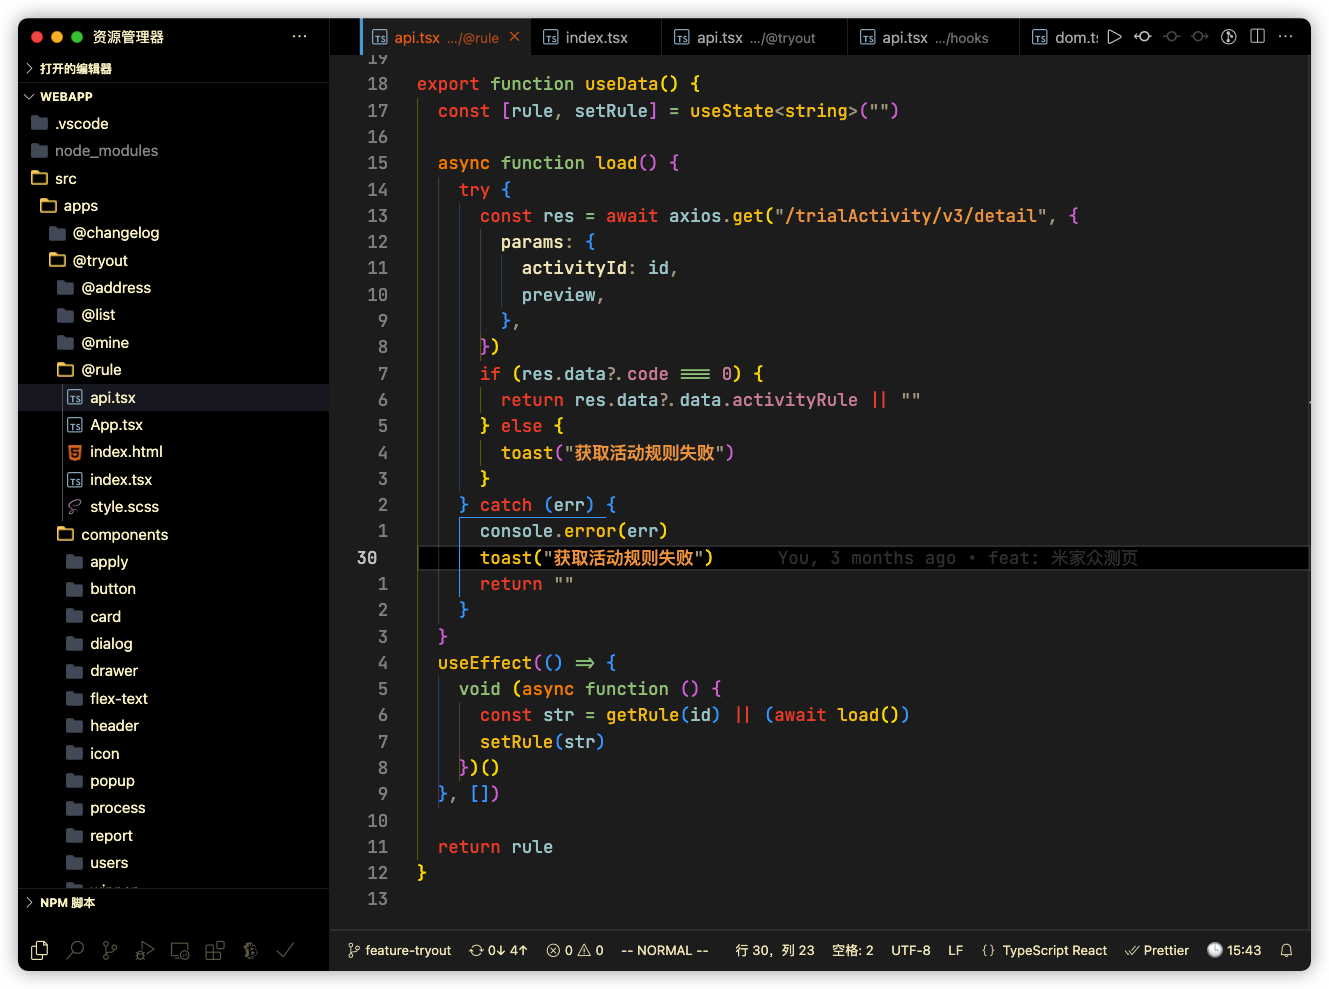 资源管理器 ···
打开的编辑器
WEBAPP
.vscode
node_modules
src
apps
@changelog
@tryout
@address
@list
@mine
@rule
api.tsx
App.tsx
index.html
index.tsx
style.scss
components
apply
button
card
dialog
drawer
flex-text
header
icon
popup
process
report
users
NPM 脚本
TS api.tsx .../@rule × TS index.tsx TS api.tsx .../@tryout TS api.tsx .../hooks TS dom.t ···
19
18 export function useData() {
17 const [rule, setRule] = useState<string>("")
16
15 async function load() {
14 try {
13 const res = await axios.get("/trialActivity/v3/detail", {
12 params: {
11 activityId: id,
10 preview,
9 },
8 })
7 if (res.data?.code === 0) {
6 return res.data?.data.activityRule || ""
5 } else {
4 toast("获取活动规则失败")
3 }
2 } catch (err) {
1 console.error(err)
30 toast("获取活动规则失败") You, 3 months ago • feat: 米家众测页
1 return ""
2 }
3 }
4 useEffect(() => {
5 void (async function () {
6 const str = getRule(id) || (await load())
7 setRule(str)
8 })()
9 }, [])
10
11 return rule
12 }
13
feature-tryout 0↓ 4↑ 0 0 -- NORMAL -- 行 30，列 23 空格: 2 UTF-8 LF {} TypeScript React Prettier 15:43